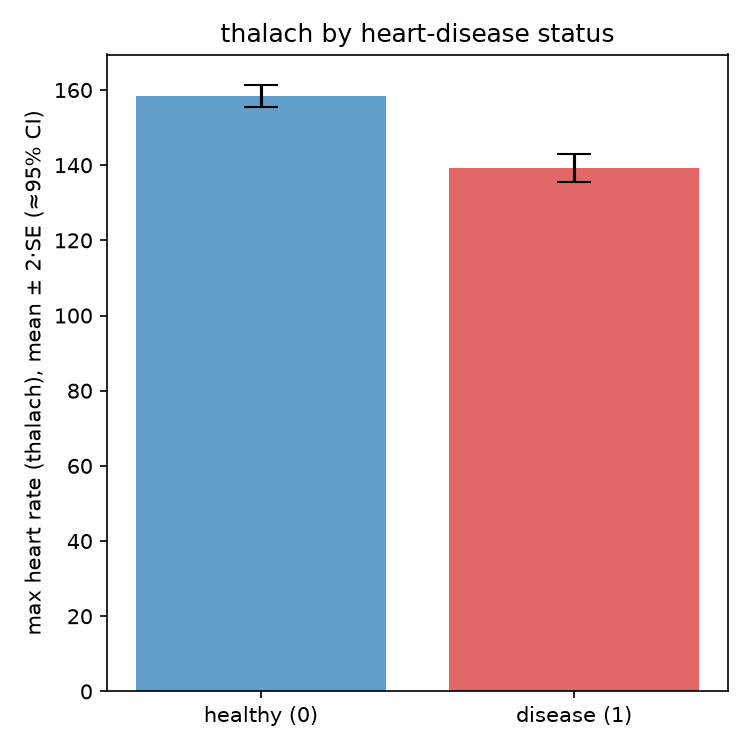 thalach by heart-disease status
max heart rate (thalach), mean ± 2·SE (≈95% CI)
160
140
120
100
80
60
40
20
0
healthy (0)
disease (1)